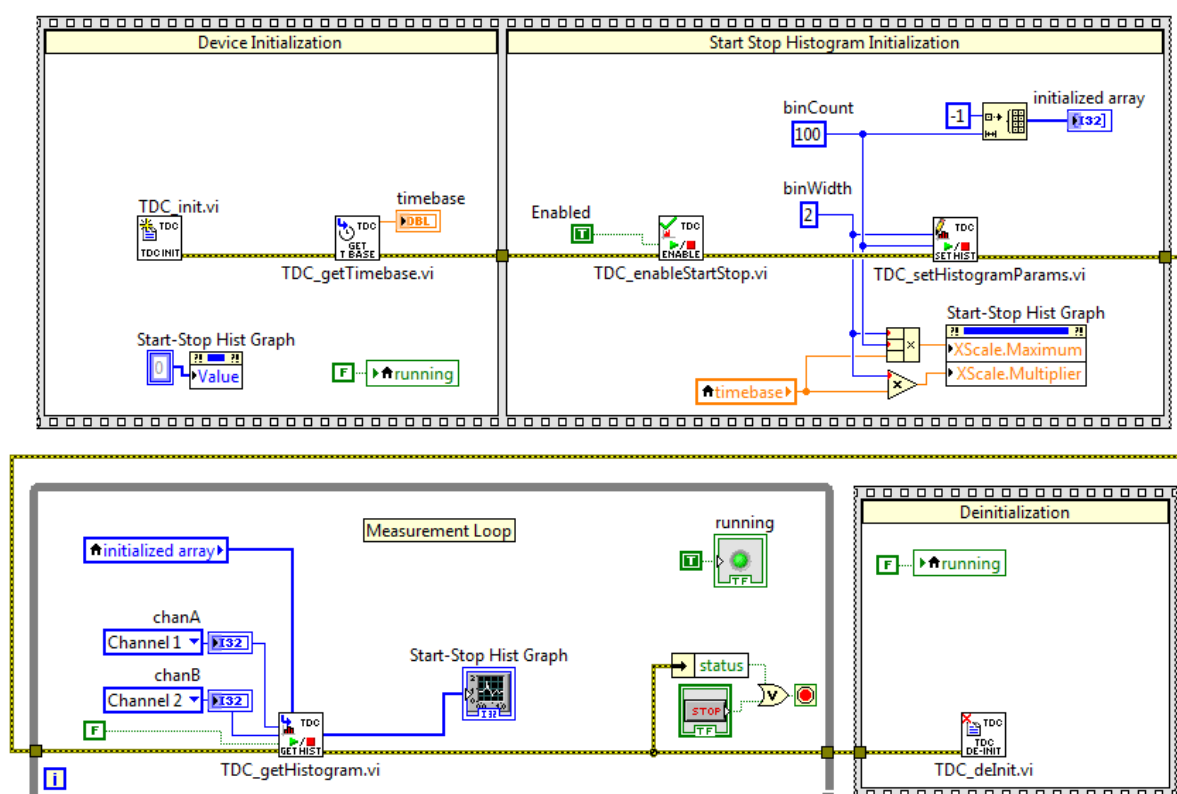 Device Initialization
TDC_init.vi
TDC
TDC INIT
timebase
DBL
TDC
GET
T BASE
TDC_getTimebase.vi
Start-Stop Hist Graph
0
Value
F
running
Start Stop Histogram Initialization
binCount
100
-1
initialized array
I32]
binWidth
2
Enabled
T
TDC
ENABLE
TDC_enableStartStop.vi
TDC
SET HIST
TDC_setHistogramParams.vi
Start-Stop Hist Graph
XScale.Maximum
XScale.Multiplier
timebase
Measurement Loop
initialized array
chanA
Channel 1
I32
chanB
Channel 2
I32
F
TDC
GET HIST
TDC_getHistogram.vi
Start-Stop Hist Graph
I32
running
T
TF
status
STOP
TF
V
i
Deinitialization
F
running
TDC
TDC
DE-INIT
TDC_deInit.vi